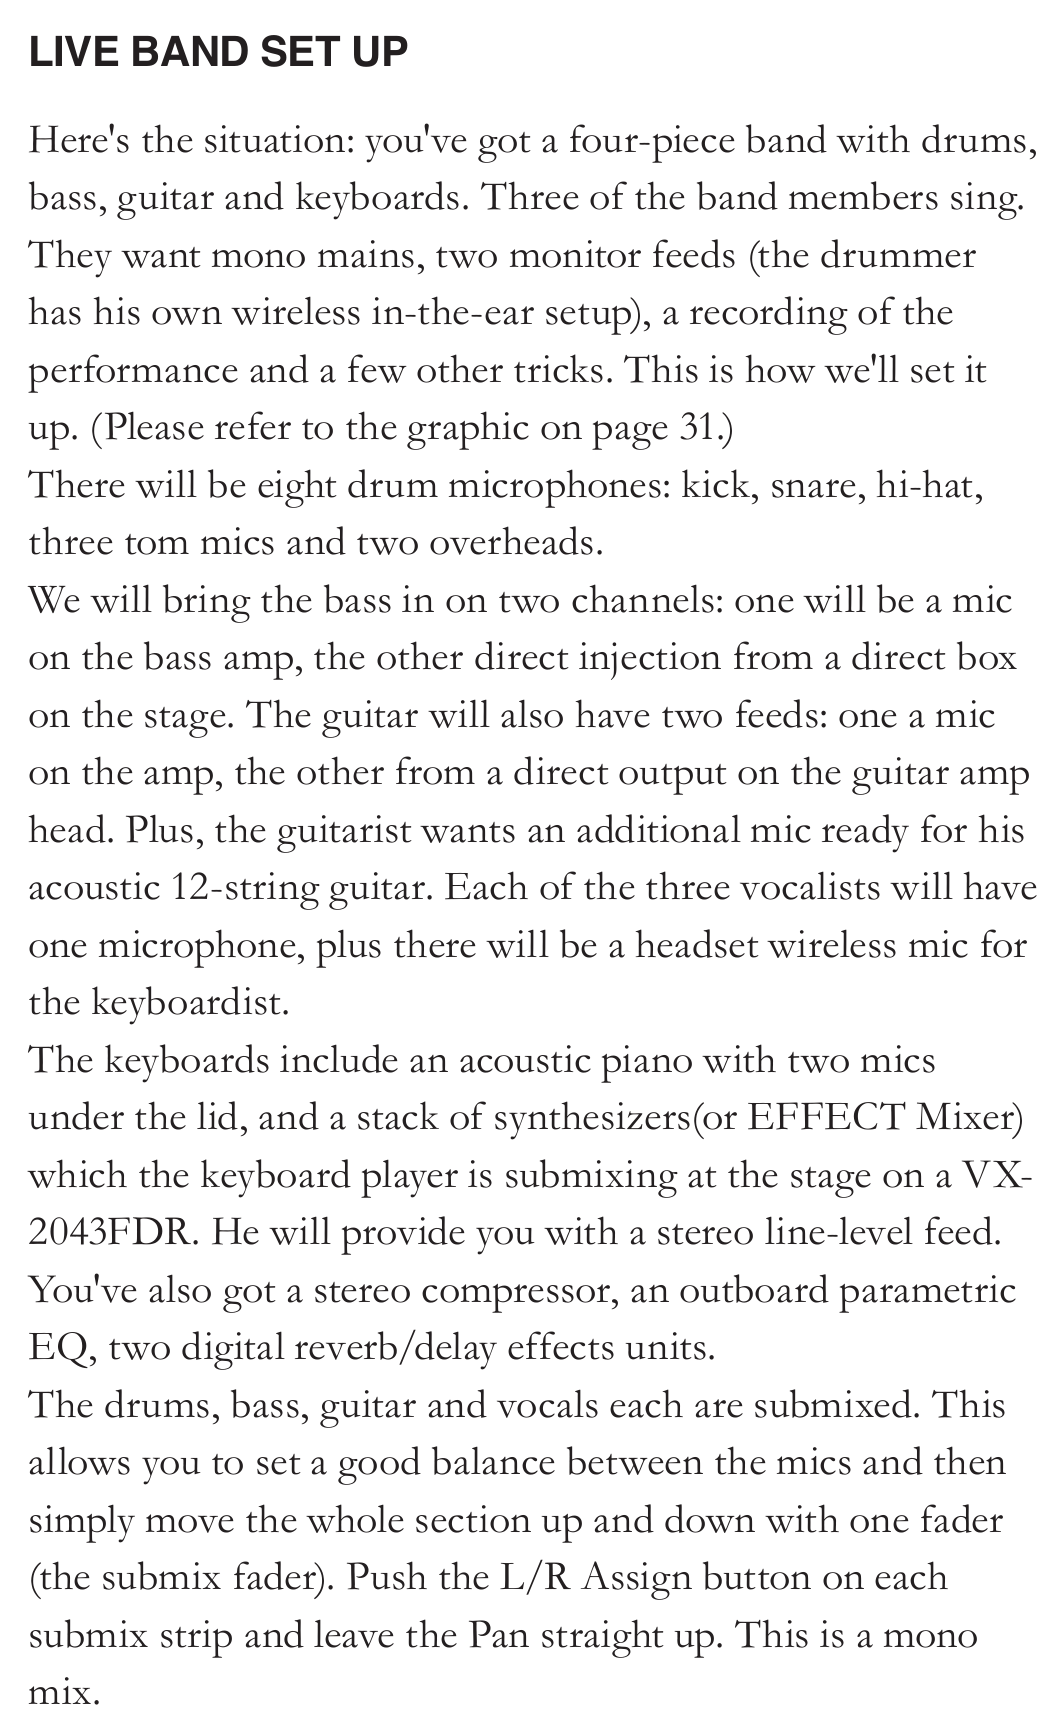 LIVE BAND SET UP
Here's the situation: you've got a four-piece band with drums,
bass, guitar and keyboards. Three of the band members sing.
They want mono mains, two monitor feeds (the drummer
has his own wireless in-the-ear setup), a recording of the
performance and a few other tricks. This is how we'll set it
up. (Please refer to the graphic on page 31.)
There will be eight drum microphones: kick, snare, hi-hat,
three tom mics and two overheads.
We will bring the bass in on two channels: one will be a mic
on the bass amp, the other direct injection from a direct box
on the stage. The guitar will also have two feeds: one a mic
on the amp, the other from a direct output on the guitar amp
head. Plus, the guitarist wants an additional mic ready for his
acoustic 12-string guitar. Each of the three vocalists will have
one microphone, plus there will be a headset wireless mic for
the keyboardist.
The keyboards include an acoustic piano with two mics
under the lid, and a stack of synthesizers(or EFFECT Mixer)
which the keyboard player is submixing at the stage on a VX-
2043FDR. He will provide you with a stereo line-level feed.
You've also got a stereo compressor, an outboard parametric
EQ, two digital reverb/delay effects units.
The drums, bass, guitar and vocals each are submixed. This
allows you to set a good balance between the mics and then
simply move the whole section up and down with one fader
(the submix fader). Push the L/R Assign button on each
submix strip and leave the Pan straight up. This is a mono
mix.